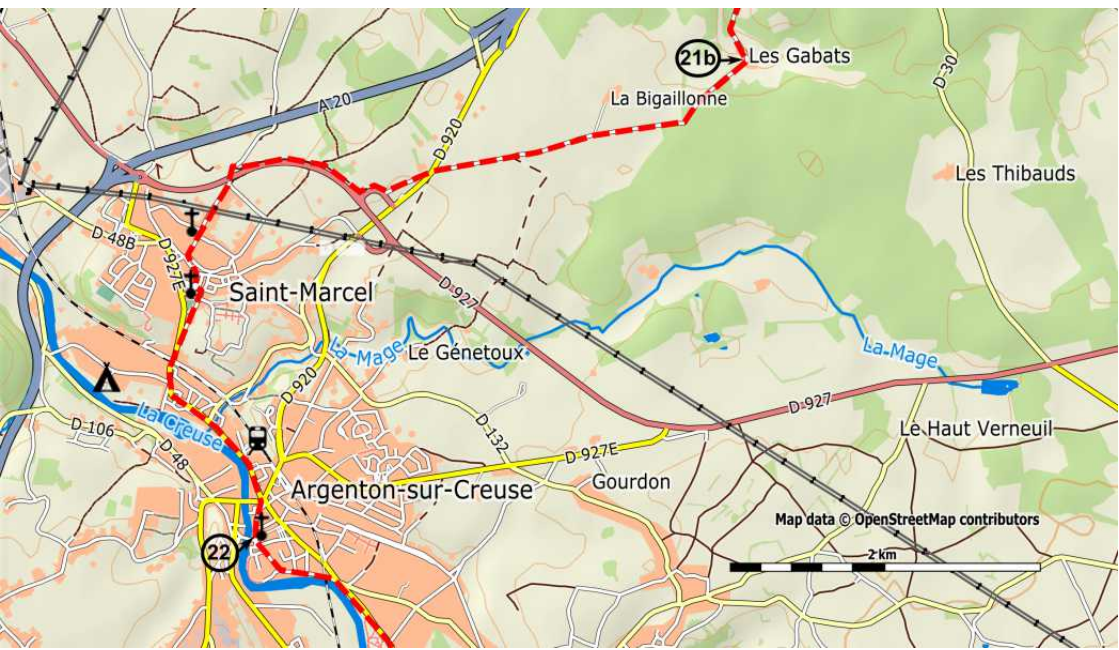 21b
Les Gabats
D 30
A 20
La Bigaillonne
D 920
Les Thibauds
D 48B
D 927E
Saint-Marcel
D 927
La Mage
Le Génetoux
La Mage
D 920
D 927
La Creuse
D 106
D 48
D 132
D 927E
Le Haut Verneuil
Gourdon
Argenton-sur-Creuse
Map data © OpenStreetMap contributors
22
2 km